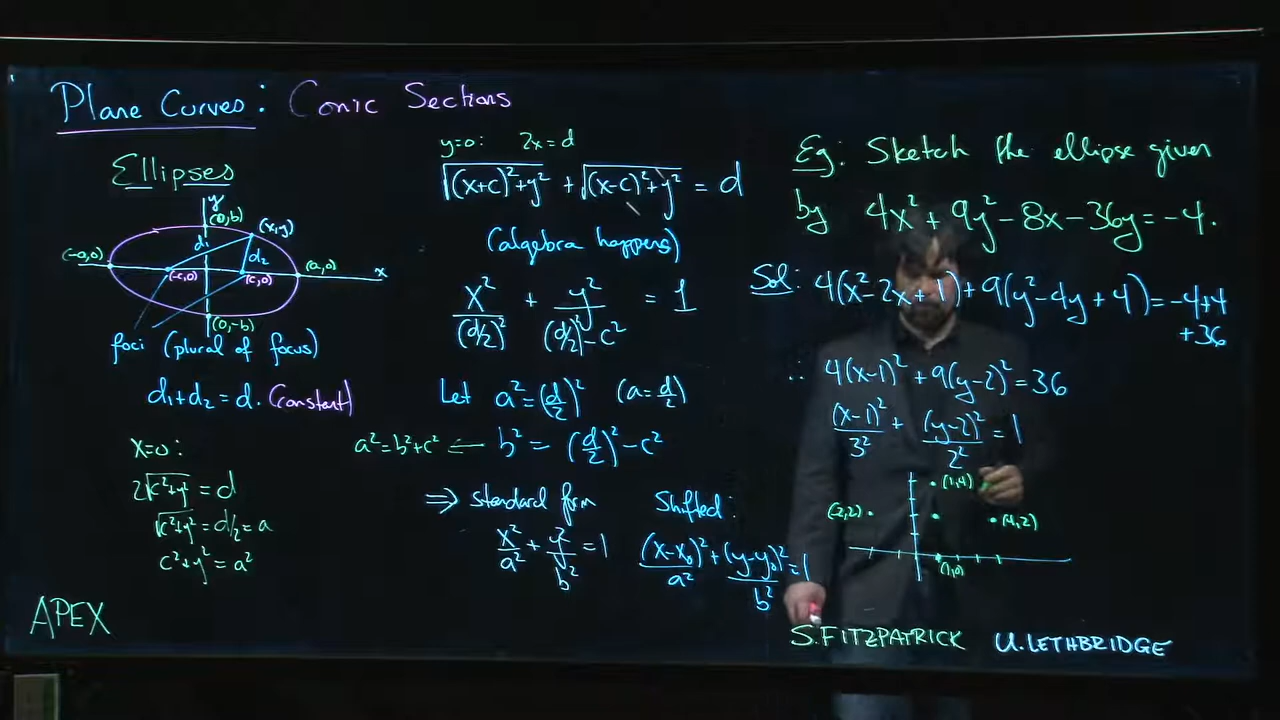 Plane Curves: Conic Sections
Ellipses
y
(0,b)
(x,y)
d₁
d₂
(-a,0)
(-c,0)
(c,0)
(a,0)
x
(0,-b)
foci (plural of focus)
d₁+d₂ = d. (constant)
x=0:
2√c²+y² = d
√c²+y² = d/2 = a
c²+y² = a²
APEX
y=0: 2x=d
√(x+c)²+y² + √(x-c)²+y² = d
(algebra happens)
x²/(d/2)² + y²/(d/2)²-c² = 1
Let a² = (d/2)² (a = d/2)
a²=b²+c² ⇐ b² = (d/2)² - c²
⇒ Standard form
x²/a² + y²/b² = 1
Shifted:
(x-x₀)²/a² + (y-y₀)²/b² = 1
Eg: Sketch the ellipse given
by 4x² + 9y² - 8x - 36y = -4.
Sol: 4(x²-2x+1) + 9(y²-4y+4) = -4+4
+36
∴ 4(x-1)² + 9(y-2)² = 36
(x-1)²/3² + (y-2)²/2² = 1
(1,4)
(-2,2)
(4,2)
(1,0)
S.FITZPATRICK U.LETHBRIDGE